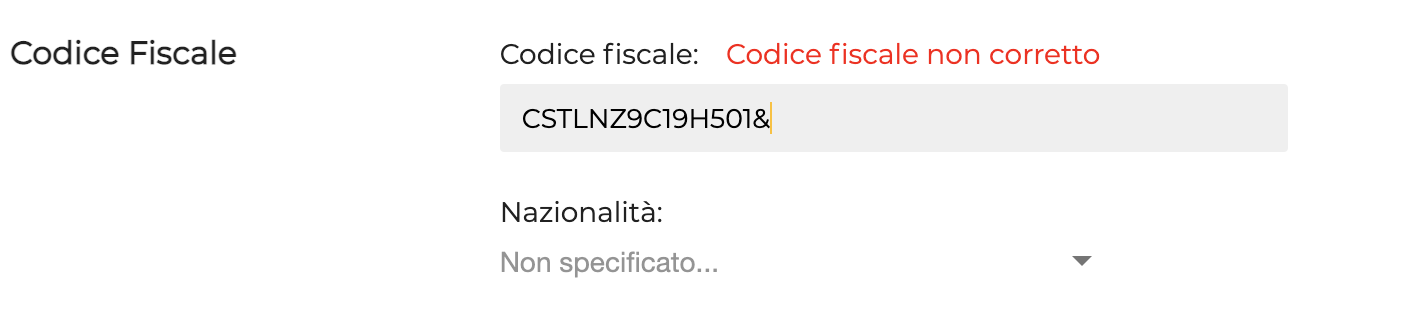 Codice Fiscale
Codice fiscale: Codice fiscale non corretto
CSTLNZ9C19H501&
Nazionalità:
Non specificato...